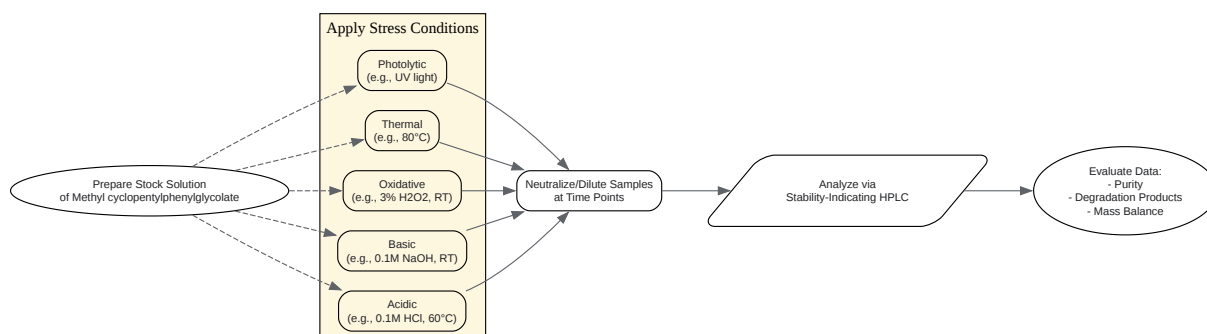 Apply Stress Conditions
Photolytic
(e.g., UV light)
Thermal
(e.g., 80°C)
Prepare Stock Solution
of Methyl cyclopentylphenylglycolate
Oxidative
(e.g., 3% H2O2, RT)
Basic
(e.g., 0.1M NaOH, RT)
Acidic
(e.g., 0.1M HCl, 60°C)
Neutralize/Dilute Samples
at Time Points
Analyze via
Stability-Indicating HPLC
Evaluate Data:
- Purity
- Degradation Products
- Mass Balance